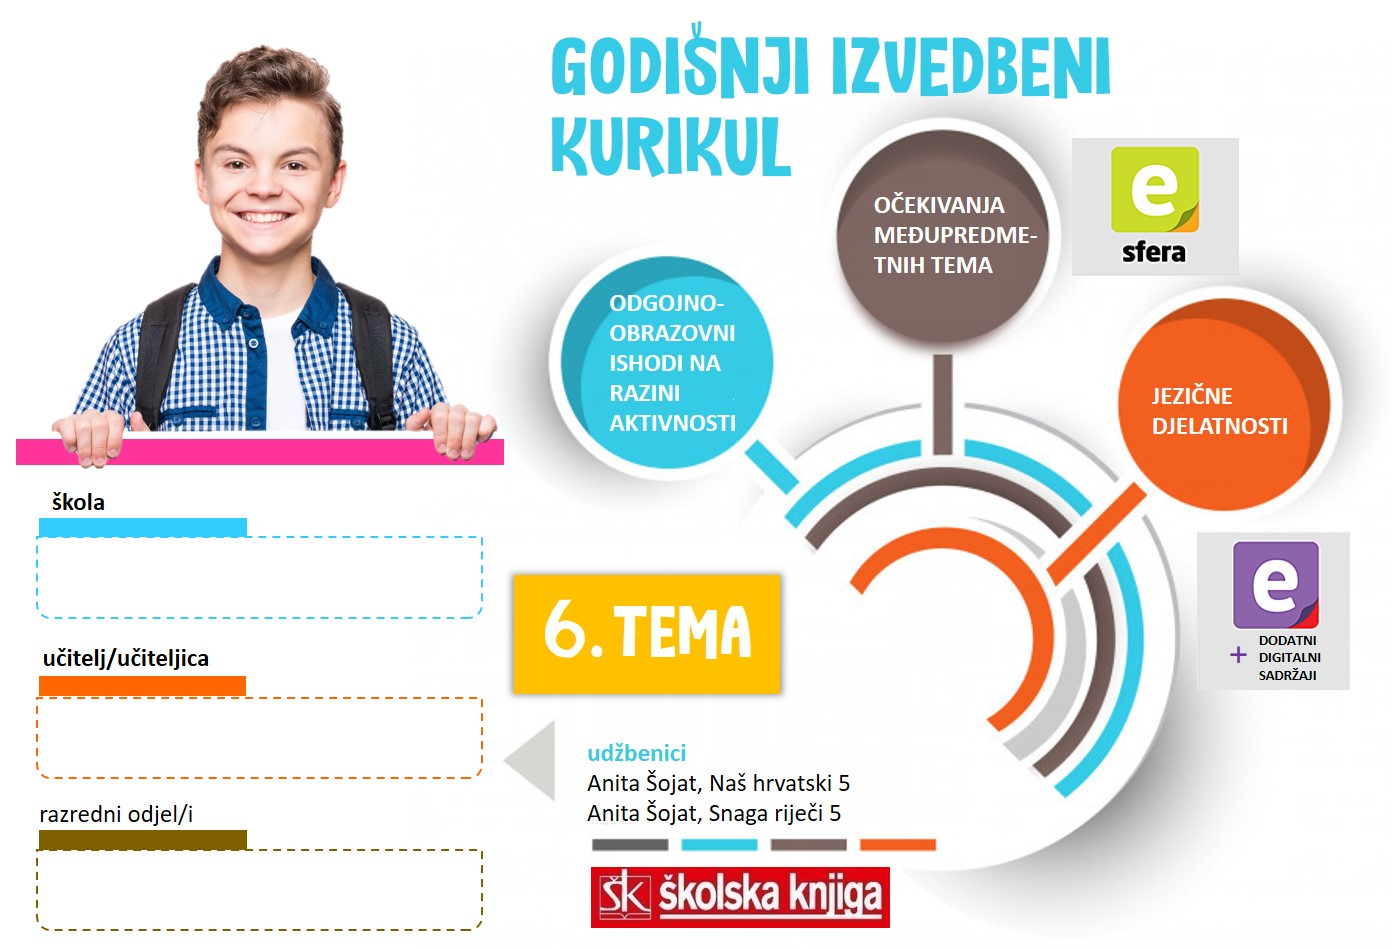 GODIŠNJI IZVEDBENI
KURIKUL
OČEKIVANJA
MEĐUPREDME-
TNIH TEMA
e
sfera
ODGOJNO-
OBRAZOVNI
ISHODI NA
RAZINI
AKTIVNOSTI
JEZIČNE
DJELATNOSTI
škola
učitelj/učiteljica
razredni odjel/i
6. TEMA
e
+ DODATNI
DIGITALNI
SADRŽAJI
udžbenici
Anita Šojat, Naš hrvatski 5
Anita Šojat, Snaga riječi 5
ŠK školska knjiga